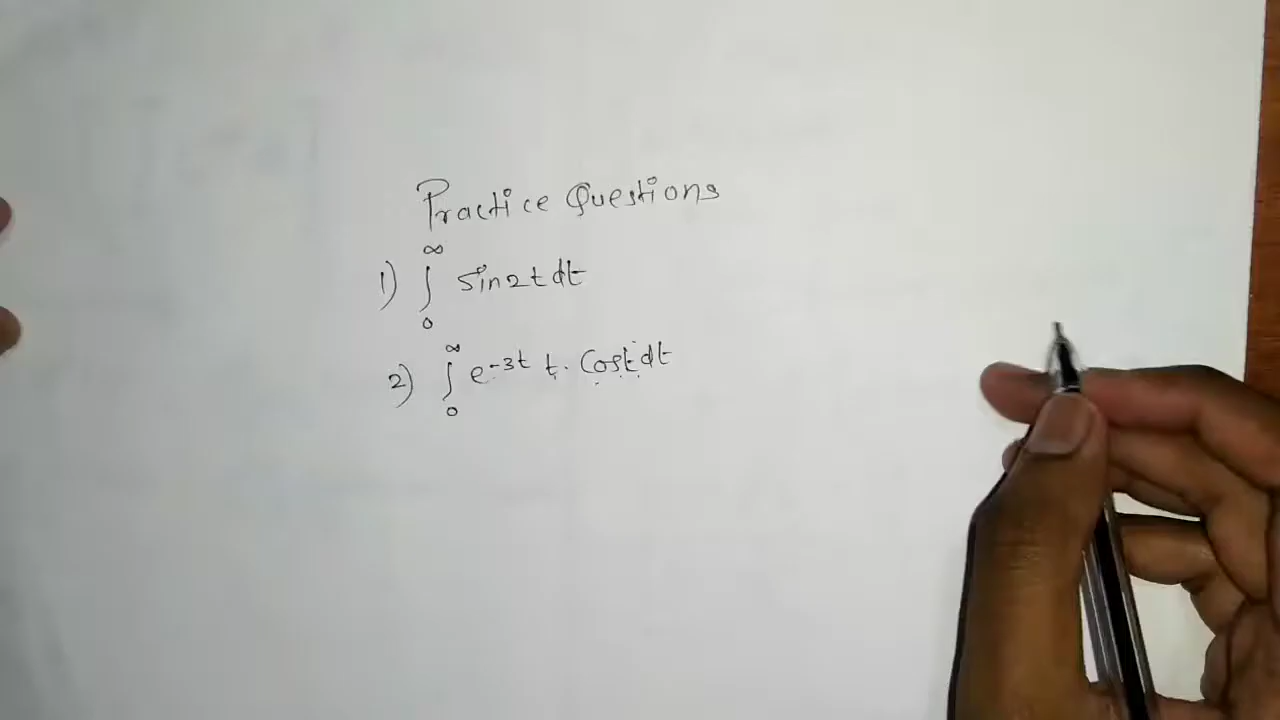 Practice Questions
1) ∫₀^∞ sin2t dt
2) ∫₀^∞ e^-3t t. Cost dt